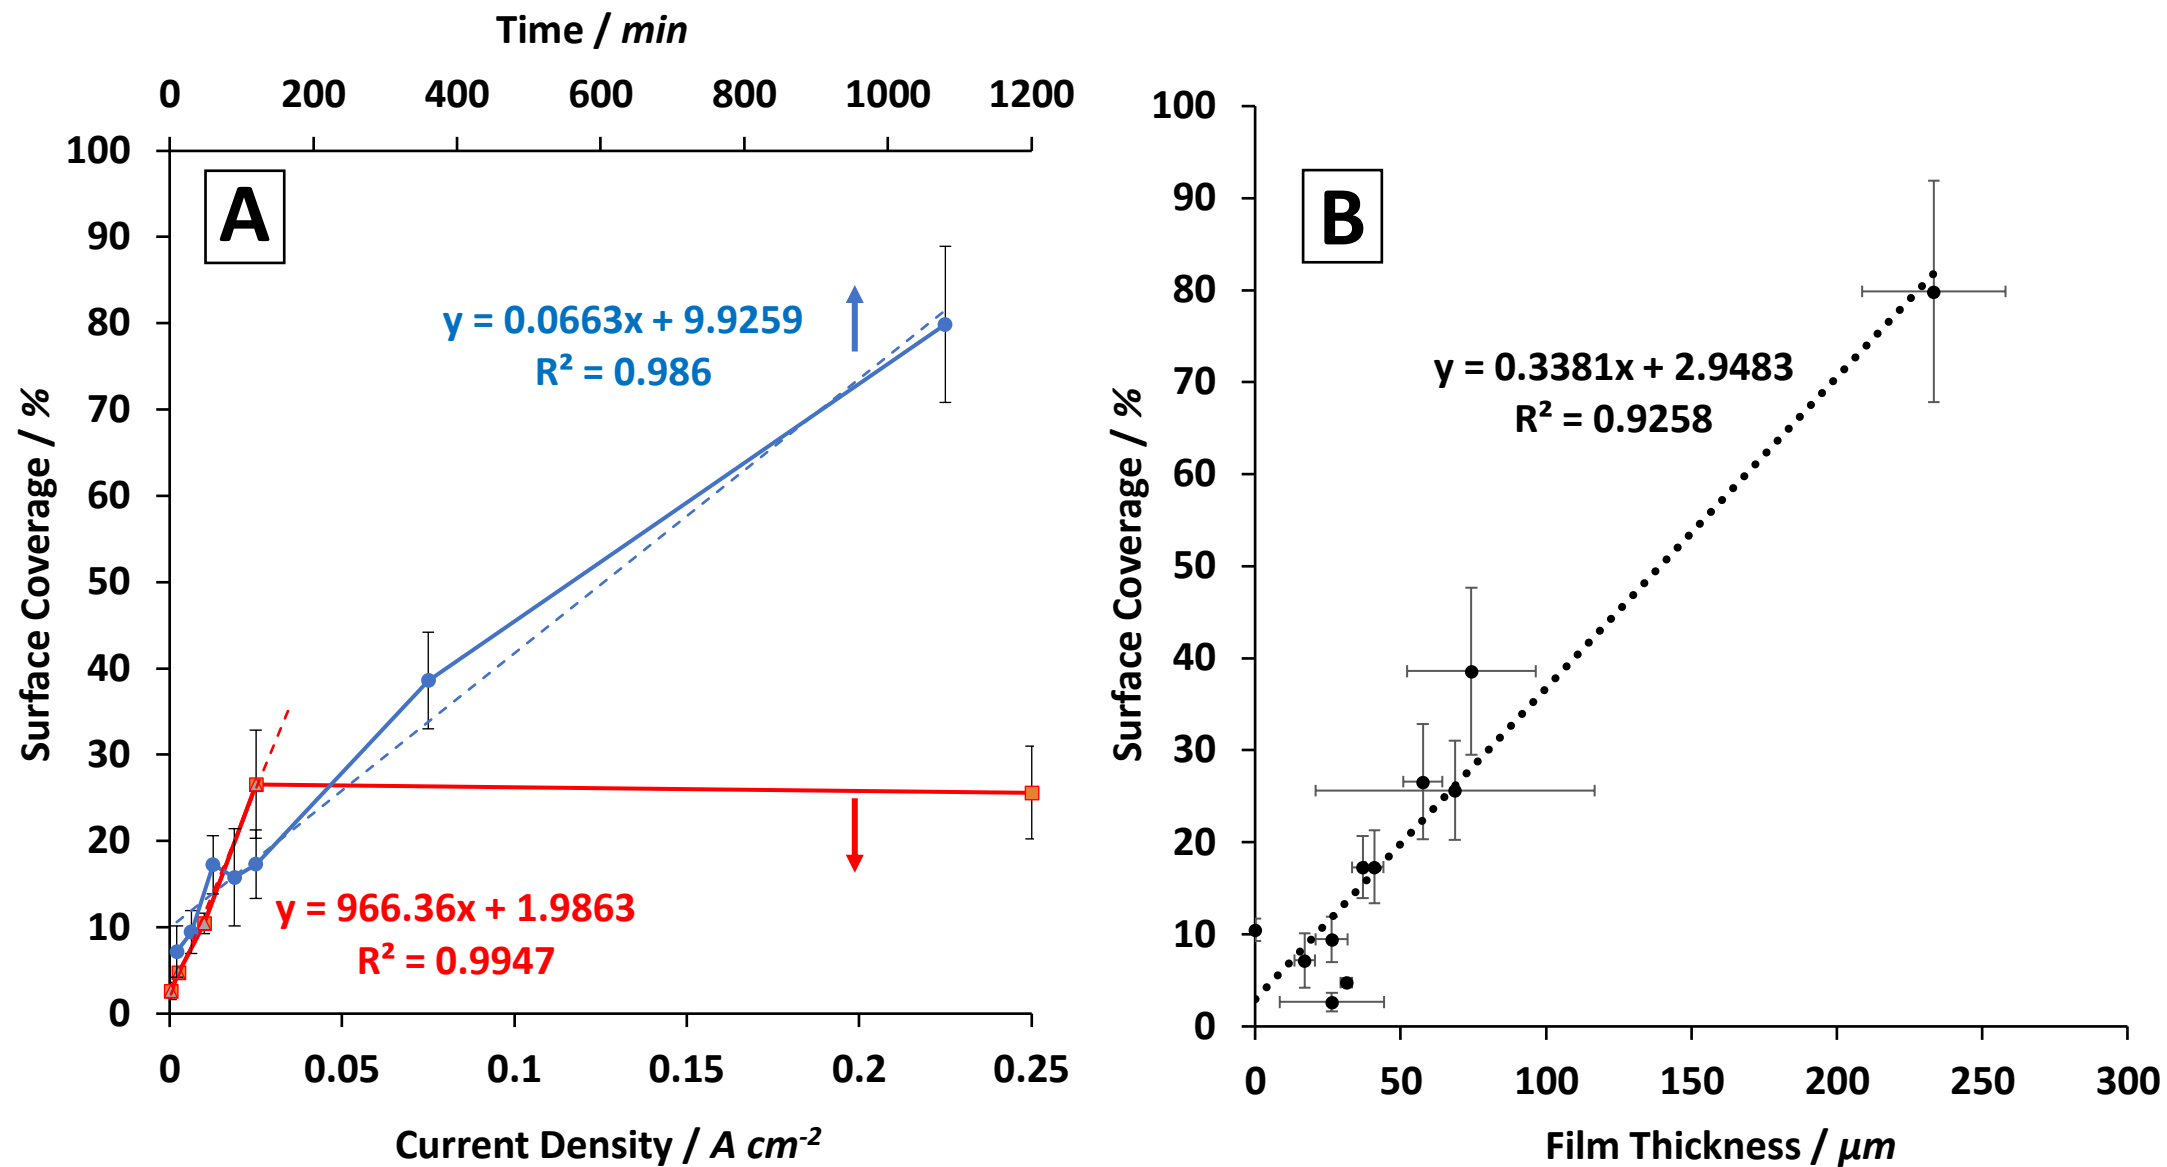 Time / min
0 200 400 600 800 1000 1200
100
90
80
70
60
50
40
30
20
10
0
Surface Coverage / %
A
y = 0.0663x + 9.9259
R² = 0.986
y = 966.36x + 1.9863
R² = 0.9947
0 0.05 0.1 0.15 0.2 0.25
Current Density / A cm⁻²
100
90
80
70
60
50
40
30
20
10
0
Surface Coverage / %
B
y = 0.3381x + 2.9483
R² = 0.9258
0 50 100 150 200 250 300
Film Thickness / μm